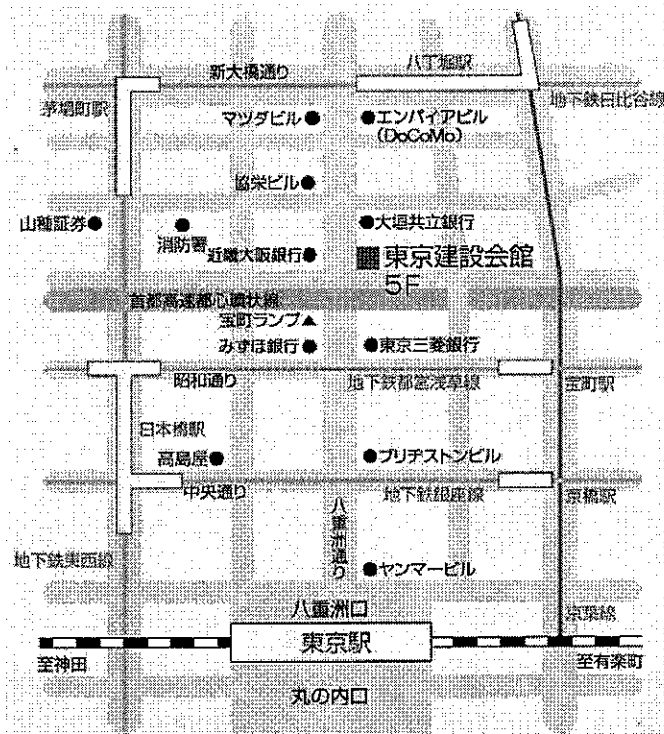 新大橋通り
八丁堀駅
茅場町駅
地下鉄日比谷線
マツダビル
エンパイアビル
(DoCoMo)
協栄ビル
山種証券
消防署
大垣共立銀行
近畿大阪銀行
東京建設会館
5F
首都高速都心環状線
宝町ランプ
みずほ銀行
東京三菱銀行
昭和通り
地下鉄都営浅草線
宝町駅
日本橋駅
高島屋
ブリヂストンビル
中央通り
地下鉄銀座線
京橋駅
八重洲通り
地下鉄東西線
ヤンマービル
八重洲口
京葉線
東京駅
至神田
至有楽町
丸の内口